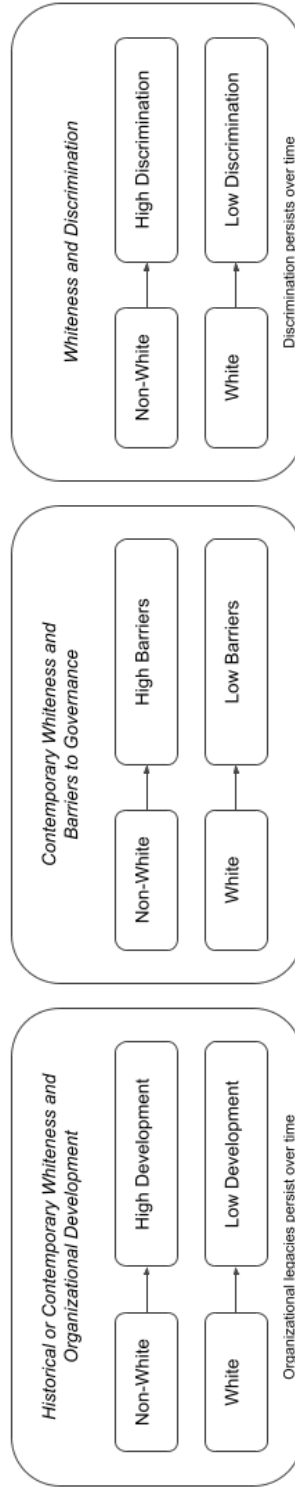 Historical or Contemporary Whiteness and
Organizational Development
Non-White
High Development
White
Low Development
Organizational legacies persist over time
Contemporary Whiteness and
Barriers to Governance
Non-White
High Barriers
White
Low Barriers
Whiteness and Discrimination
Non-White
High Discrimination
White
Low Discrimination
Discrimination persists over time